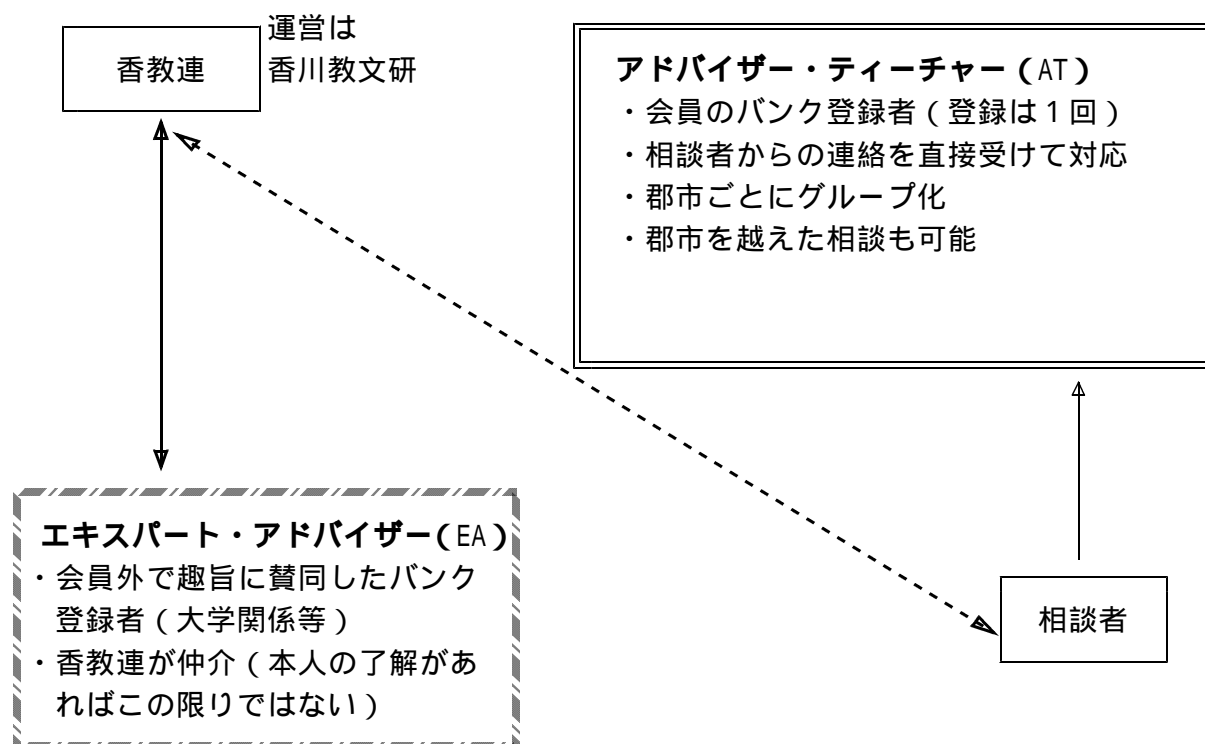 香教連
運営は
香川教文研
アドバイザー・ティーチャー（AT）
・会員のバンク登録者（登録は１回）
・相談者からの連絡を直接受けて対応
・郡市ごとにグループ化
・郡市を越えた相談も可能
エキスパート・アドバイザー(EA)
・会員外で趣旨に賛同したバンク
登録者（大学関係等）
・香教連が仲介（本人の了解があ
ればこの限りではない）
相談者